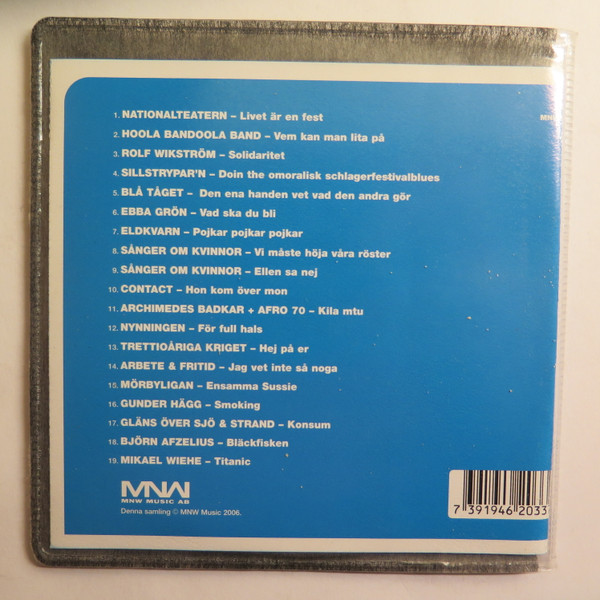 1. NATIONALTEATERN – Livet är en fest
MNW
2. HOOLA BANDOOLA BAND – Vem kan man lita på
3. ROLF WIKSTRÖM – Solidaritet
4. SILLSTRYPAR'N – Doin the omoralisk schlagerfestivalblues
5. BLÅ TÅGET – Den ena handen vet vad den andra gör
6. EBBA GRÖN – Vad ska du bli
7. ELDKVARN – Pojkar pojkar pojkar
8. SÅNGER OM KVINNOR – Vi måste höja våra röster
9. SÅNGER OM KVINNOR – Ellen sa nej
10. CONTACT – Hon kom över mon
11. ARCHIMEDES BADKAR + AFRO 70 – Kila mtu
12. NYNNINGEN – För full hals
13. TRETTIOÅRIGA KRIGET – Hej på er
14. ARBETE & FRITID – Jag vet inte så noga
15. MÖRBYLIGAN – Ensamma Sussie
16. GUNDER HÄGG – Smoking
17. GLÄNS ÖVER SJÖ & STRAND – Konsum
18. BJÖRN AFZELIUS – Bläckfisken
19. MIKAEL WIEHE – Titanic
MNW
MNW MUSIC AB
Denna samling © MNW Music 2006.
7 391946 2033